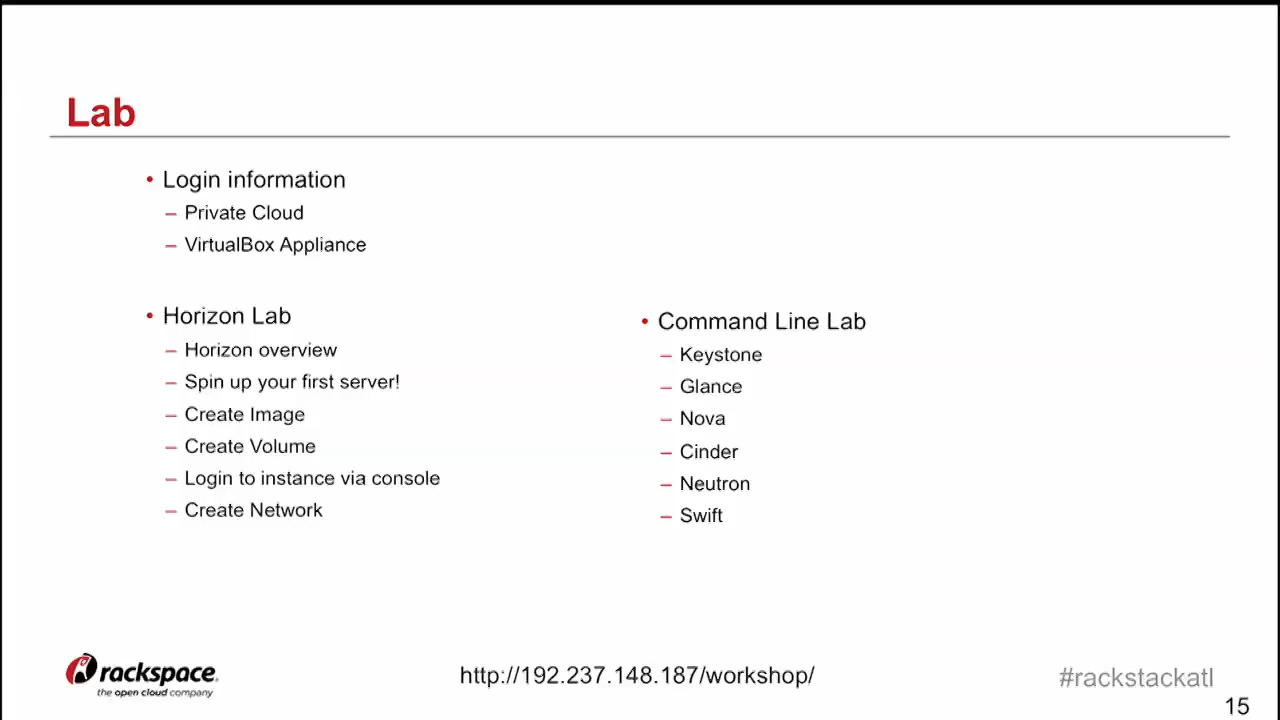 Lab
• Login information
– Private Cloud
– VirtualBox Appliance
• Horizon Lab
– Horizon overview
– Spin up your first server!
– Create Image
– Create Volume
– Login to instance via console
– Create Network
• Command Line Lab
– Keystone
– Glance
– Nova
– Cinder
– Neutron
– Swift
rackspace.
the open cloud company
http://192.237.148.187/workshop/
#rackstackatl
15